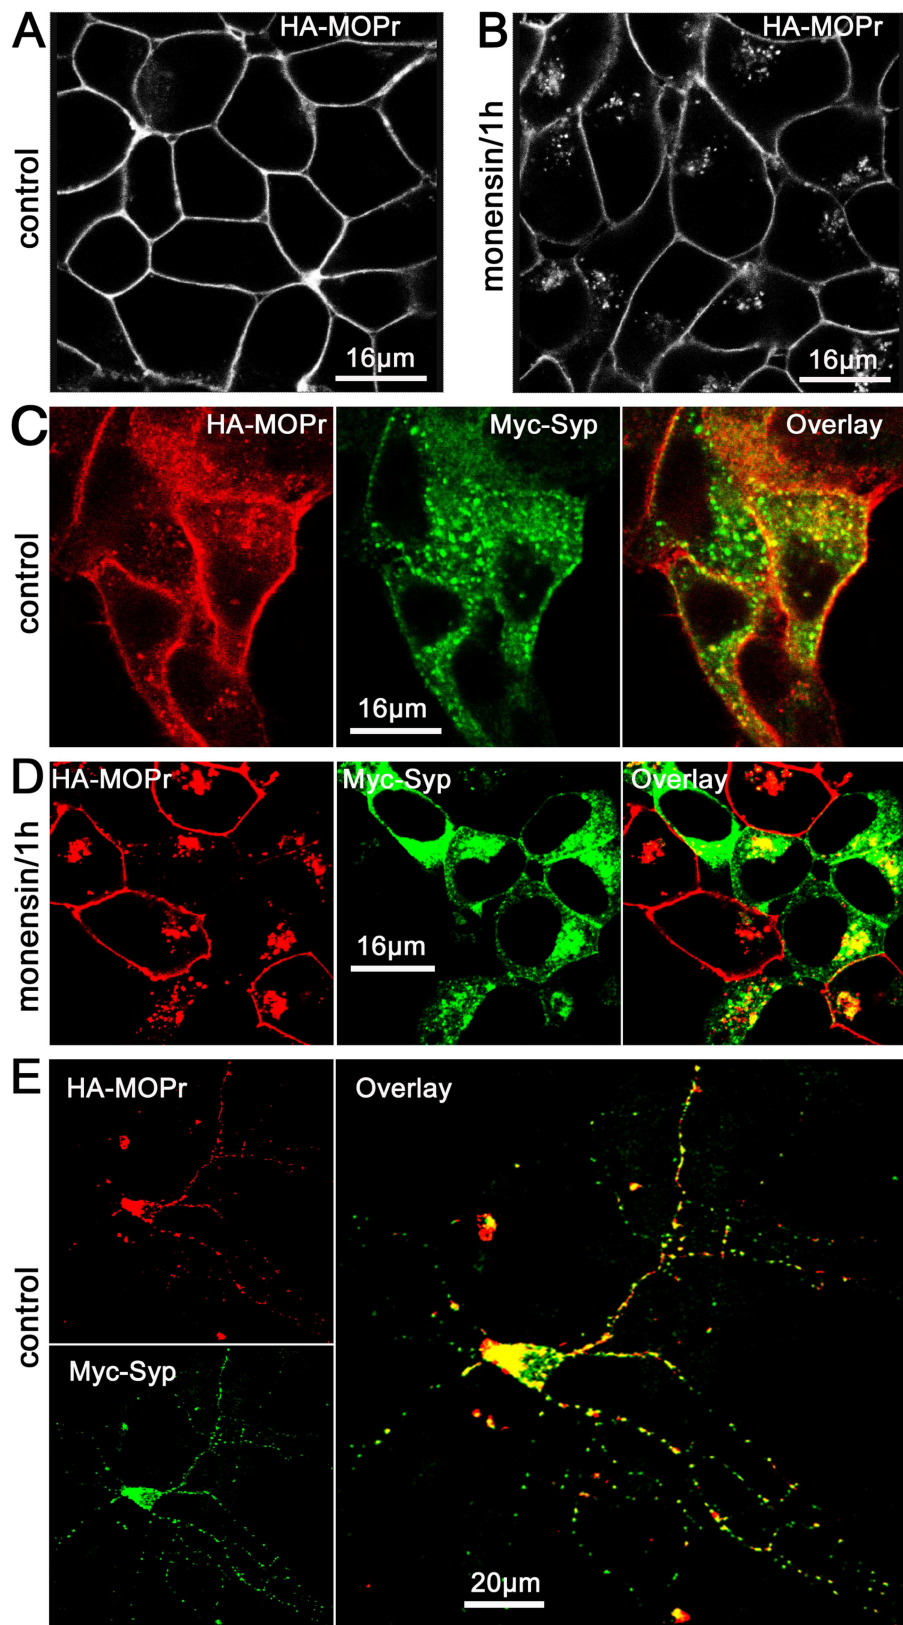 A
HA-MOPr
control
16µm
B
HA-MOPr
monensin/1h
16µm
C
HA-MOPr
Myc-Syp
Overlay
control
16µm
D
HA-MOPr
Myc-Syp
Overlay
monensin/1h
16µm
E
HA-MOPr
Overlay
control
Myc-Syp
20µm